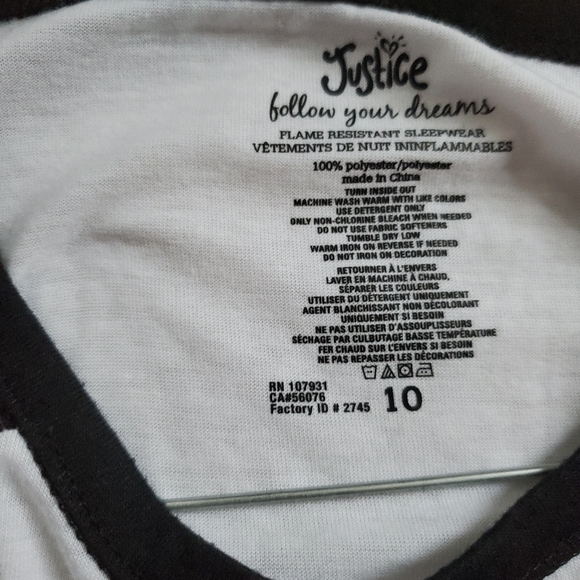 Justice
follow your dreams
FLAME RESISTANT SLEEPWEAR
VÊTEMENTS DE NUIT ININFLAMMABLES
100% polyester/polyester
made in China
TURN INSIDE OUT
MACHINE WASH WARM WITH LIKE COLORS
USE DETERGENT ONLY
ONLY NON-CHLORINE BLEACH WHEN NEEDED
DO NOT USE FABRIC SOFTENERS
TUMBLE DRY LOW
WARM IRON ON REVERSE IF NEEDED
DO NOT IRON ON DECORATION
RETOURNER À L'ENVERS
LAVER EN MACHINE À CHAUD,
SÉPARER LES COULEURS
UTILISER DU DÉTERGENT UNIQUEMENT
AGENT BLANCHISSANT NON DÉCOLORANT
UNIQUEMENT SI BESOIN
NE PAS UTILISER D'ASSOUPLISSEURS
SÉCHAGE PAR CULBUTAGE BASSE TEMPÉRATURE
FER CHAUD SUR L'ENVERS SI BESOIN
NE PAS REPASSER LES DÉCORATIONS
RN 107931
CA#56076
Factory ID # 2745 10